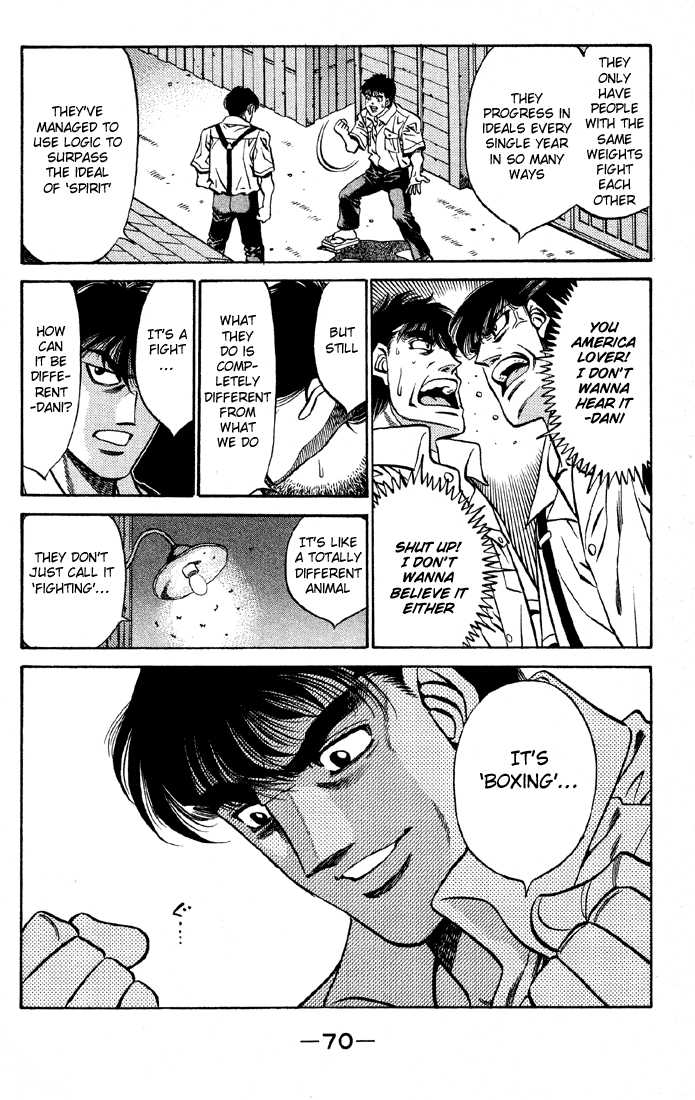 THEY
ONLY
HAVE
PEOPLE
WITH THE
SAME
WEIGHTS
FIGHT
EACH
OTHER
THEY
PROGRESS IN
IDEALS EVERY
SINGLE YEAR
IN SO MANY
WAYS
THEY'VE
MANAGED TO
USE LOGIC TO
SURPASS
THE IDEAL
OF 'SPIRIT'
YOU
AMERICA
LOVER!
I DON'T
WANNA
HEAR IT
-DANI
SHUT UP!
I DON'T
WANNA
BELIEVE IT
EITHER
BUT
STILL
WHAT
THEY
DO IS
COMP-
LETELY
DIFFERENT
FROM
WHAT
WE DO
IT'S A
FIGHT
...
HOW
CAN
IT BE
DIFFE-
RENT
-DANI?
IT'S LIKE
A TOTALLY
DIFFERENT
ANIMAL
THEY DON'T
JUST CALL IT
'FIGHTING'...
IT'S
'BOXING'...
ぐ…
—70—